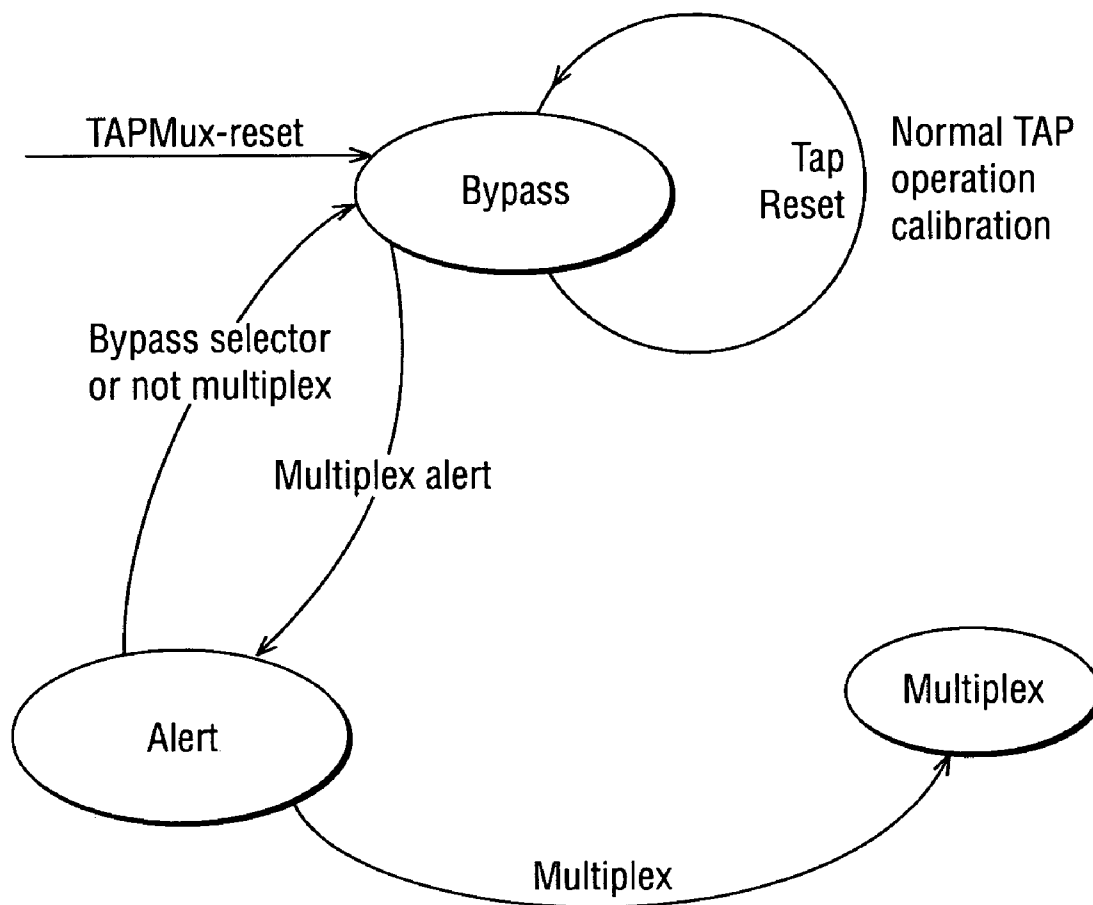 TAPMux-reset
Bypass
Tap
Reset
Normal TAP
operation
calibration
Bypass selector
or not multiplex
Multiplex alert
Alert
Multiplex
Multiplex